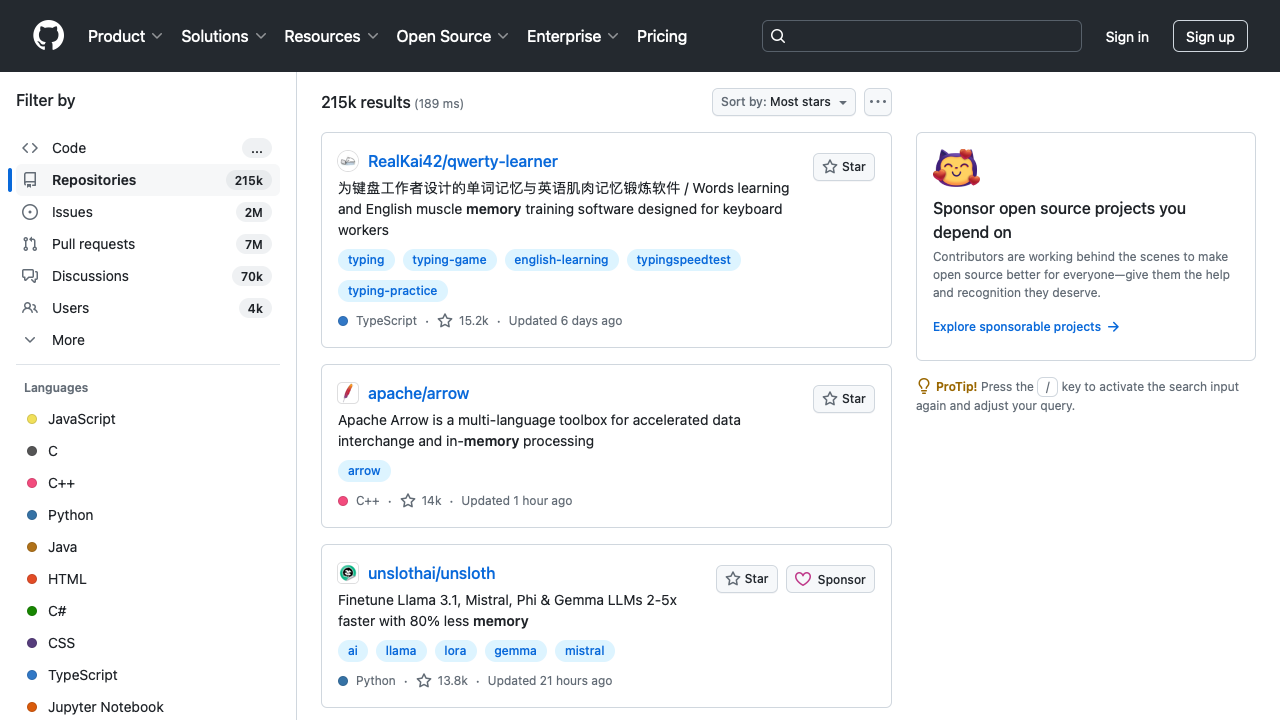 Product
Solutions
Resources
Open Source
Enterprise
Pricing
Sign in
Sign up
Filter by
Code
...
Repositories
215k
Issues
2M
Pull requests
7M
Discussions
70k
Users
4k
More
Languages
JavaScript
C
C++
Python
Java
HTML
C#
CSS
TypeScript
Jupyter Notebook
215k results (189 ms)
Sort by: Most stars
RealKai42/qwerty-learner
Star
为键盘工作者设计的单词记忆与英语肌肉记忆锻炼软件 / Words learning
and English muscle memory training software designed for keyboard
workers
typing
typing-game
english-learning
typingspeedtest
typing-practice
TypeScript · 15.2k · Updated 6 days ago
apache/arrow
Star
Apache Arrow is a multi-language toolbox for accelerated data
interchange and in-memory processing
arrow
C++ · 14k · Updated 1 hour ago
unslothai/unsloth
Star
Sponsor
Finetune Llama 3.1, Mistral, Phi & Gemma LLMs 2-5x
faster with 80% less memory
ai
llama
lora
gemma
mistral
Python · 13.8k · Updated 21 hours ago
Sponsor open source projects you
depend on
Contributors are working behind the scenes to make
open source better for everyone—give them the help
and recognition they deserve.
Explore sponsorable projects →
ProTip! Press the / key to activate the search input
again and adjust your query.